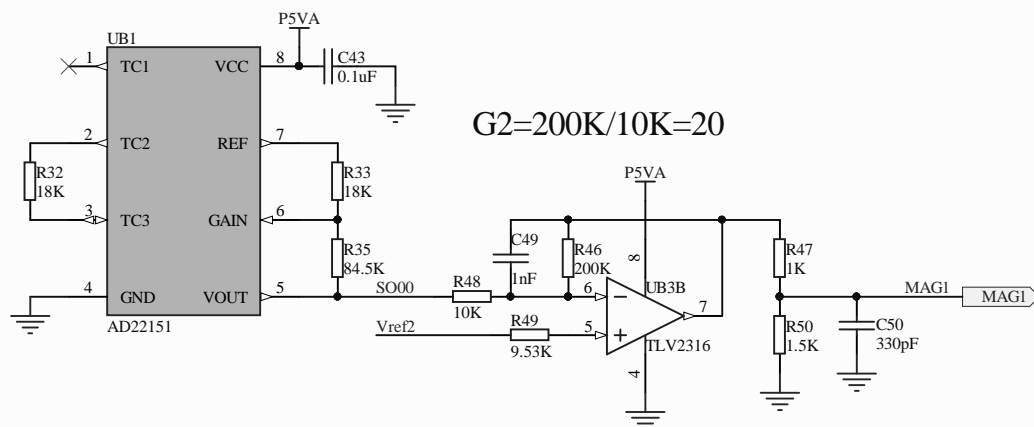 UB1
P5VA
1
TC1
VCC
8
C43
0.1uF
G2=200K/10K=20
2
TC2
REF
7
R32
18K
R33
18K
P5VA
3
TC3
GAIN
6
C49
1nF
R46
200K
8
R47
1K
R35
84.5K
4
GND
VOUT
5
SO00
R48
10K
6
UB3B
7
MAG1
MAG1
AD22151
Vref2
R49
9.53K
5
TLV2316
4
R50
1.5K
C50
330pF